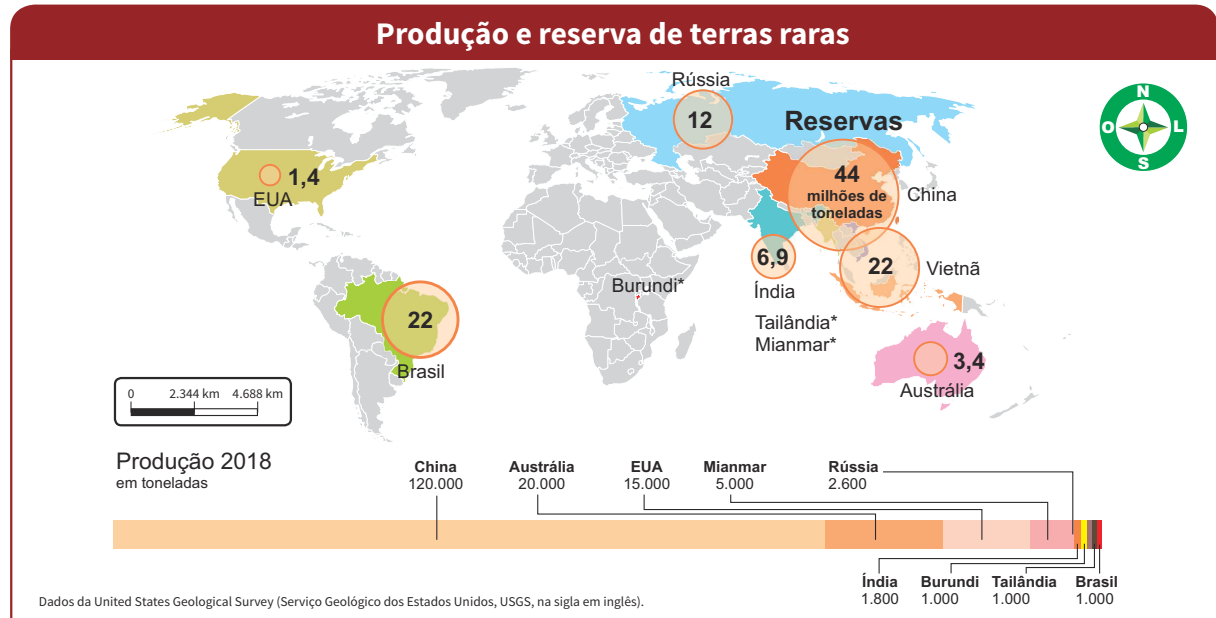 Produção e reserva de terras raras
Rússia
12
Reservas
N
O
L
S
44
milhões de
toneladas
China
1,4
EUA
6,9
Índia
22
Vietnã
Burundi*
Tailândia*
Mianmar*
22
Brasil
3,4
Austrália
0 2.344 km 4.688 km
Produção 2018
em toneladas
China
120.000
Austrália
20.000
EUA
15.000
Mianmar
5.000
Rússia
2.600
Índia
1.800
Burundi
1.000
Tailândia
1.000
Brasil
1.000
Dados da United States Geological Survey (Serviço Geológico dos Estados Unidos, USGS, na sigla em inglês).